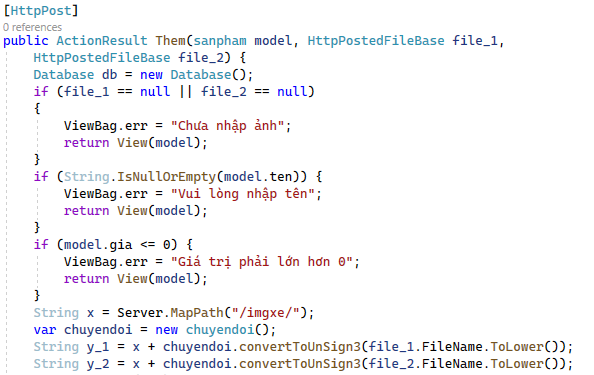 [HttpPost]
0 references
public ActionResult Them(sanpham model, HttpPostedFileBase file_1,
    HttpPostedFileBase file_2) {
    Database db = new Database();
    if (file_1 == null || file_2 == null)
    {
        ViewBag.err = "Chưa nhập ảnh";
        return View(model);
    }
    if (String.IsNullOrEmpty(model.ten)) {
        ViewBag.err = "Vui lòng nhập tên";
        return View(model);
    }
    if (model.gia <= 0) {
        ViewBag.err = "Giá trị phải lớn hơn 0";
        return View(model);
    }
    String x = Server.MapPath("/imgxe/");
    var chuyendoi = new chuyendoi();
    String y_1 = x + chuyendoi.convertToUnSign3(file_1.FileName.ToLower());
    String y_2 = x + chuyendoi.convertToUnSign3(file_2.FileName.ToLower());